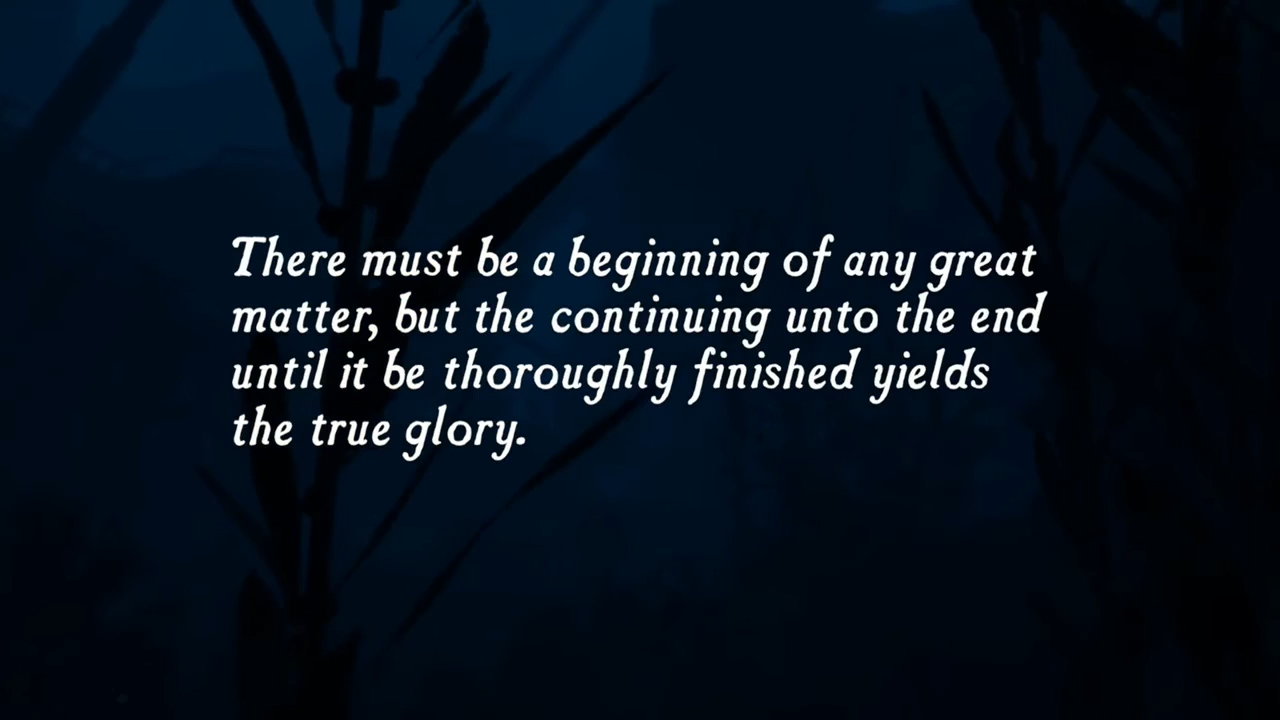 There must be a beginning of any great
matter, but the continuing unto the end
until it be thoroughly finished yields
the true glory.